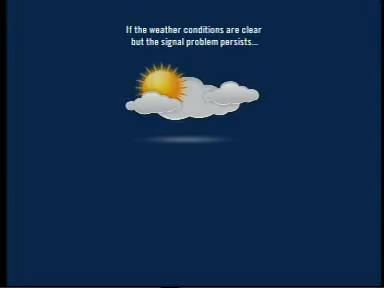 If the weather conditions are clear
but the signal problem persists...